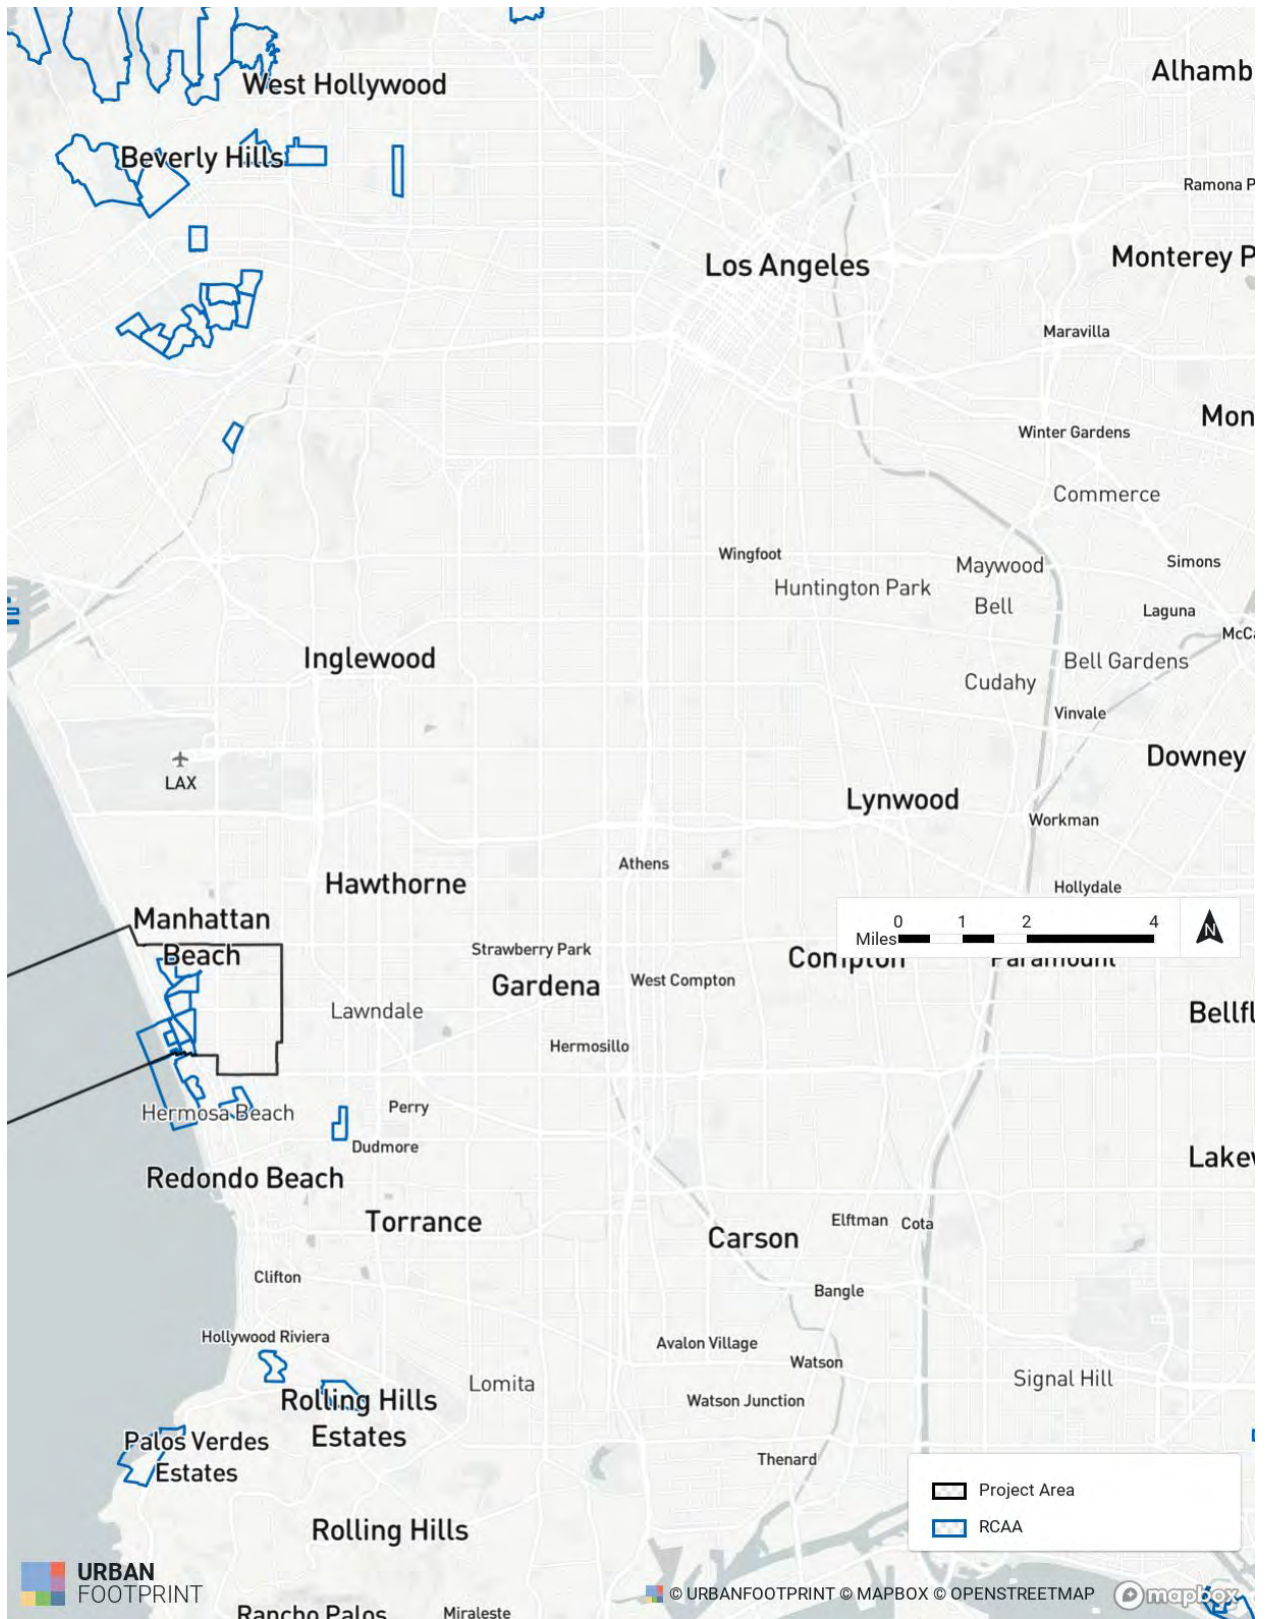 Alhamb
West Hollywood
Beverly Hills
Ramona P
Los Angeles
Monterey P
Maravilla
Mon
Winter Gardens
Commerce
Wingfoot
Maywood
Simons
Huntington Park
Bell
Laguna
McCa
Inglewood
Bell Gardens
Cudahy
Vinvale
Downey
LAX
Lynwood
Workman
Athens
Hawthorne
Hollydale
Manhattan
Beach
0 1 2 4
Miles
N
Strawberry Park
Compton
Paramount
Gardena
West Compton
Lawndale
Bellfl
Hermosillo
Perry
Hermosa Beach
Dudmore
Lakew
Redondo Beach
Torrance
Elftman
Cota
Carson
Clifton
Bangle
Hollywood Riviera
Avalon Village
Watson
Signal Hill
Lomita
Rolling Hills
Estates
Watson Junction
Palos Verdes
Estates
Thenard
Project Area
RCAA
Rolling Hills
URBAN
FOOTPRINT
© URBANFOOTPRINT © MAPBOX © OPENSTREETMAP
mapbox
Rancho Palos
Miraleste